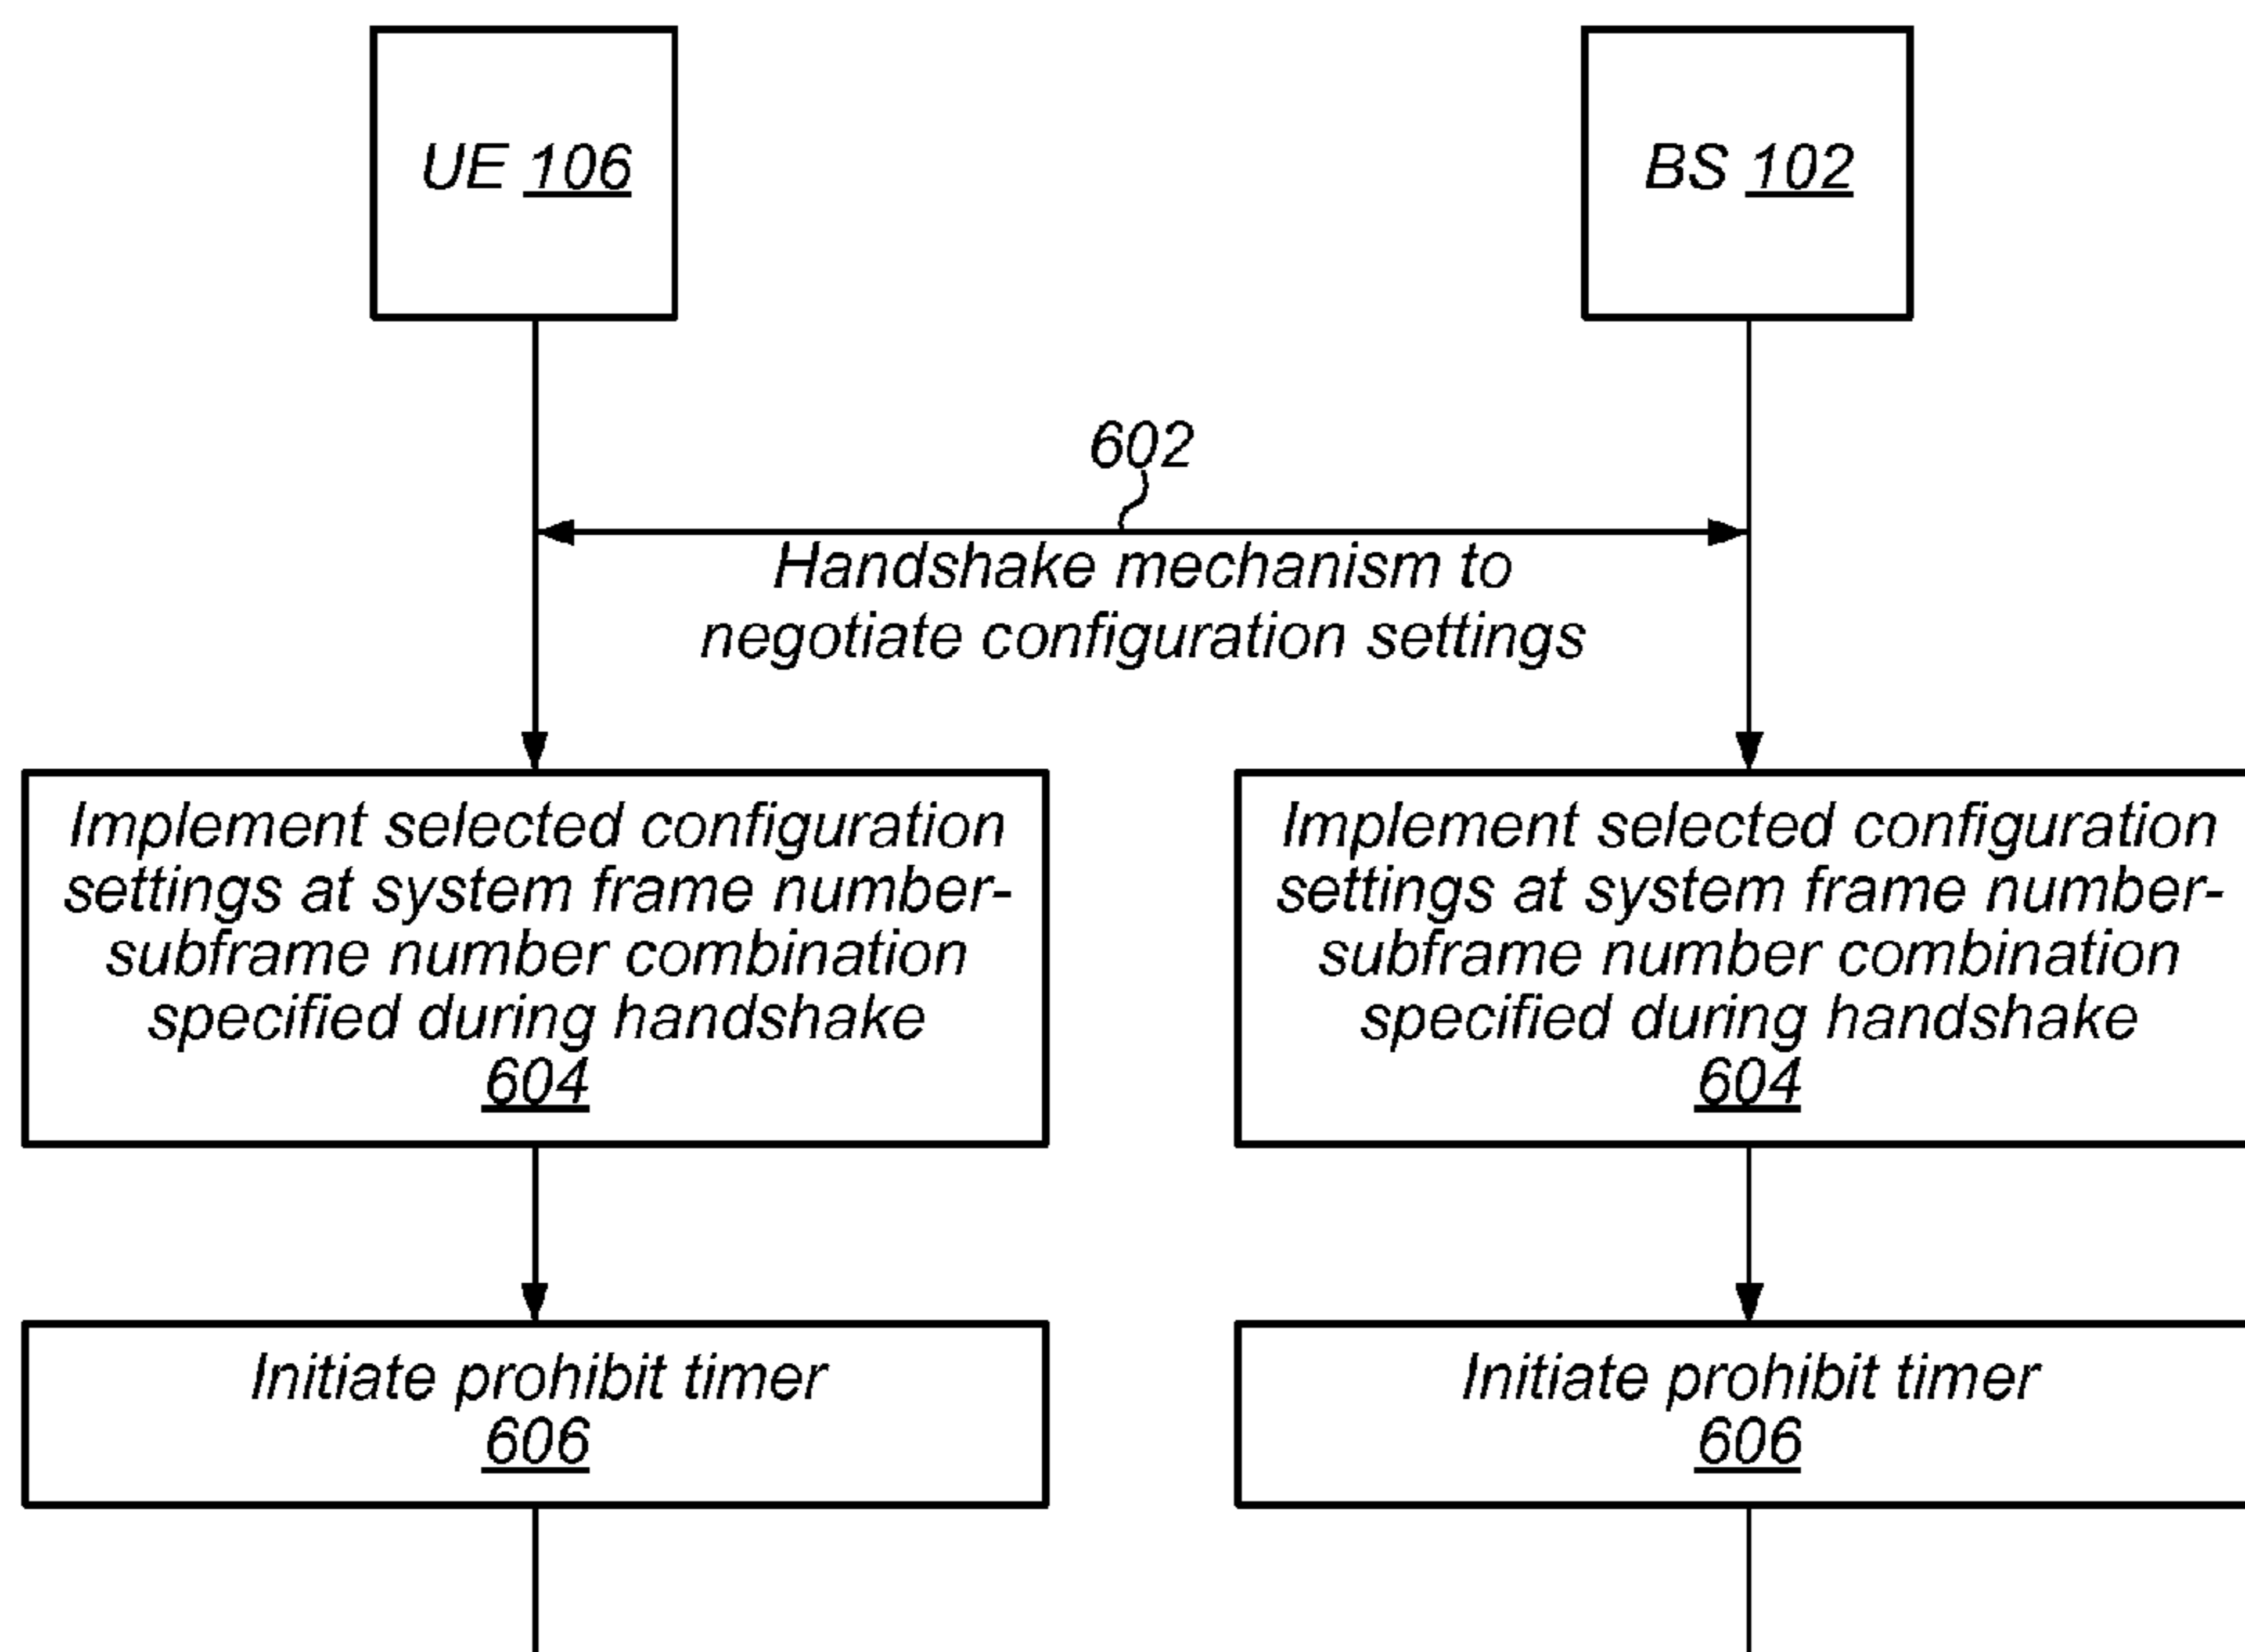 UE 106
BS 102
602
Handshake mechanism to
negotiate configuration settings
Implement selected configuration
settings at system frame number-
subframe number combination
specified during handshake
604
Implement selected configuration
settings at system frame number-
subframe number combination
specified during handshake
604
Initiate prohibit timer
606
Initiate prohibit timer
606